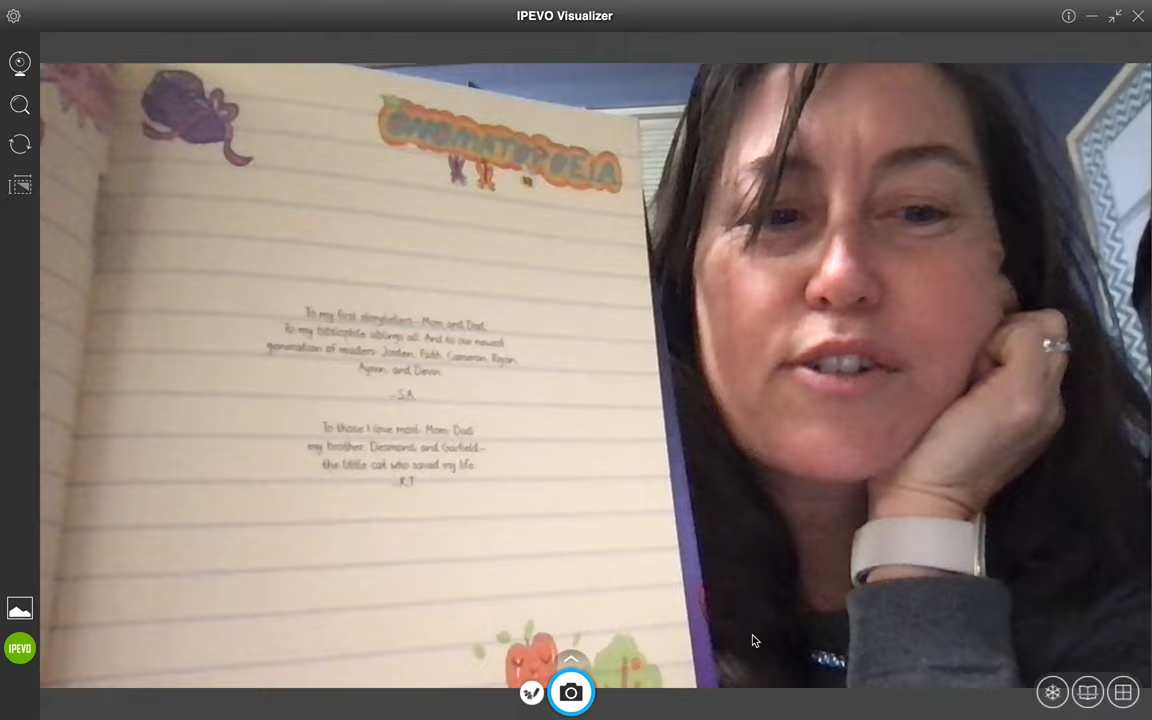 IPEVO Visualizer
ONOMATOPOEIA
To my first storytellers—Mom and Dad.
To my bibliophile siblings all. And to our newest
generation of readers: Jordan, Faith, Cameron, Rogan,
and Devin.
—S.A.
To those I love most: Mom, Dad,
my brother, Desmond, and Garfield—
the little cat who saved my life.
—R.T.
IPEVO